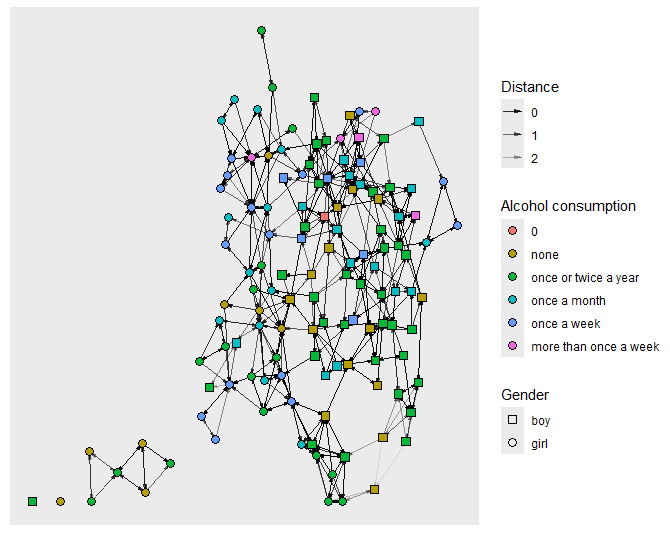 Distance
0
1
2
Alcohol consumption
0
none
once or twice a year
once a month
once a week
more than once a week
Gender
boy
girl